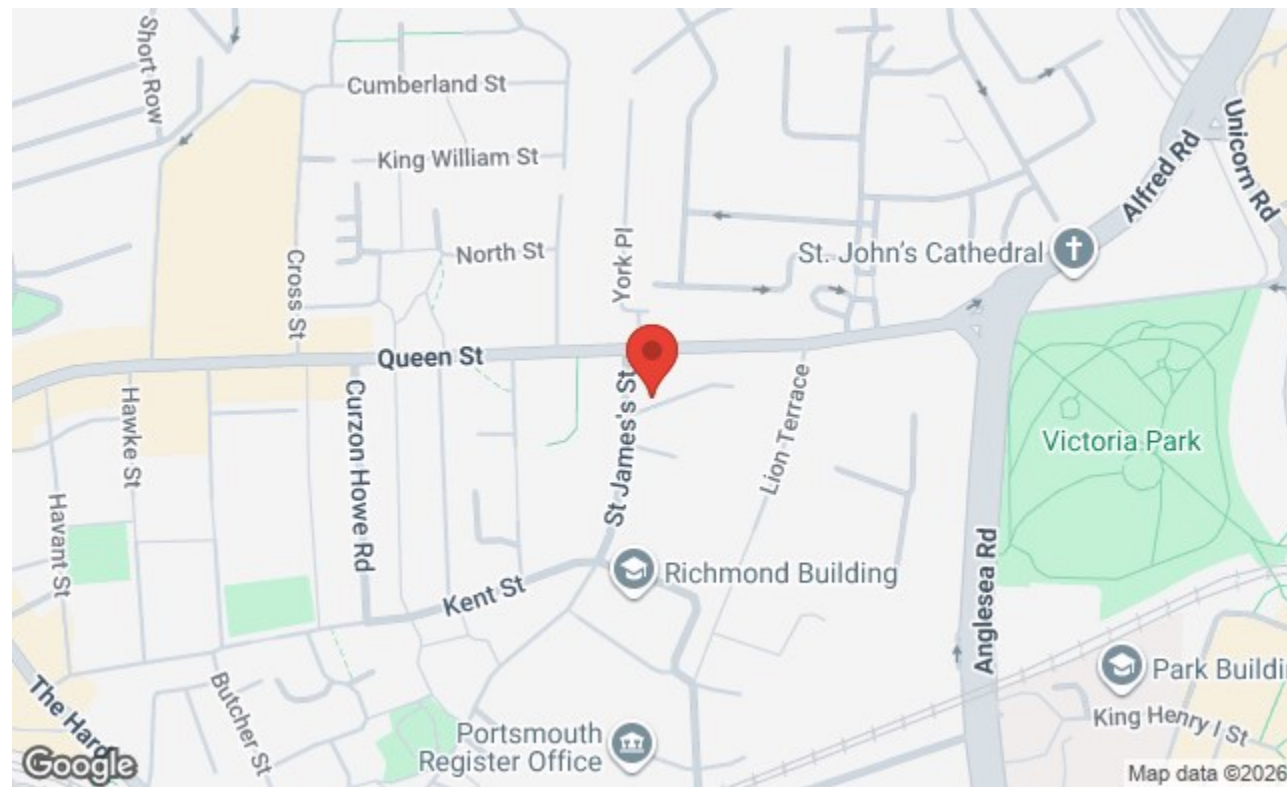 Short Row
Cumberland St
King William St
Unicorn Rd
Alfred Rd
York Pl
North St
St. John's Cathedral
Cross St
Queen St
St James's St
Lion Terrace
Hawke St
Curzon Howe Rd
Victoria Park
Havant St
Anglesea Rd
Richmond Building
Kent St
Park Buildi
The Hard
Butcher St
King Henry I St
Portsmouth
Register Office
Google
Map data ©2026